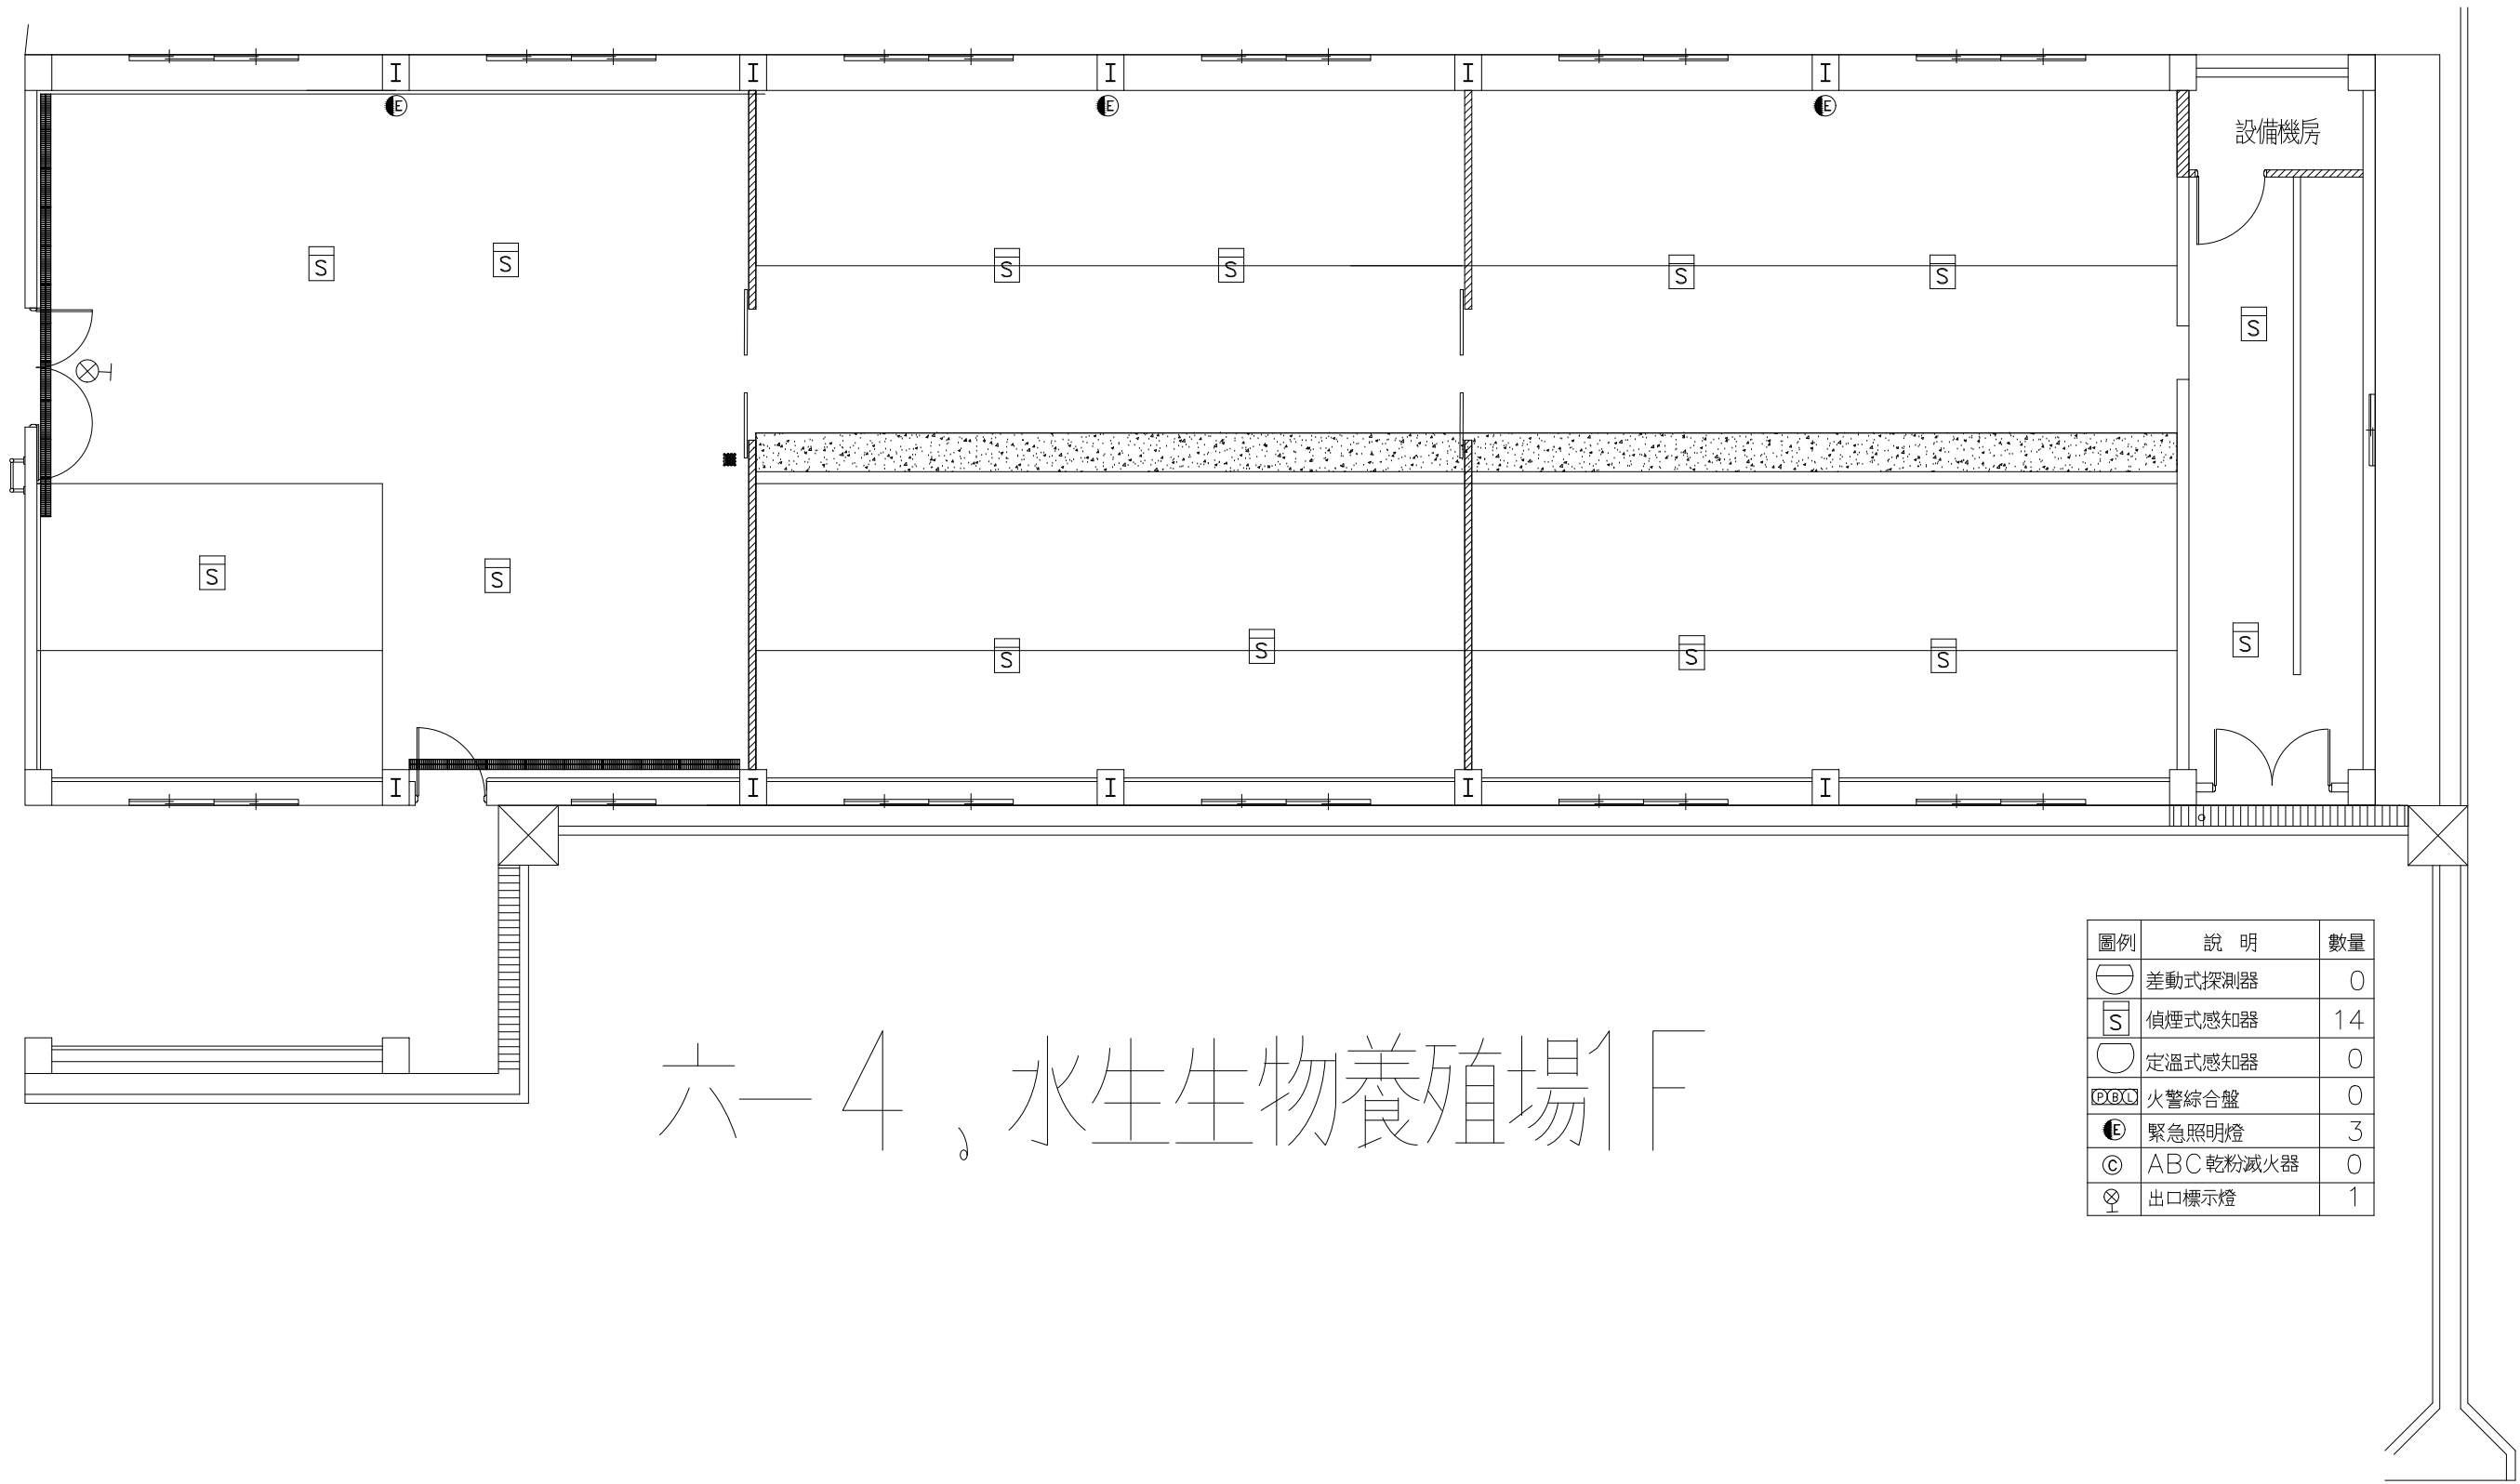 I I I I I
E E E
設備機房
S S
S S S S
S
S S
S S S S
S
I I I I I
圖例 說 明 數量
差動式探測器 0
S 偵煙式感知器 14
定溫式感知器 0
PBL 火警綜合盤 0
E 緊急照明燈 3
C ABC乾粉滅火器 0
出口標示燈 1
六一4、水生生物養殖場1F